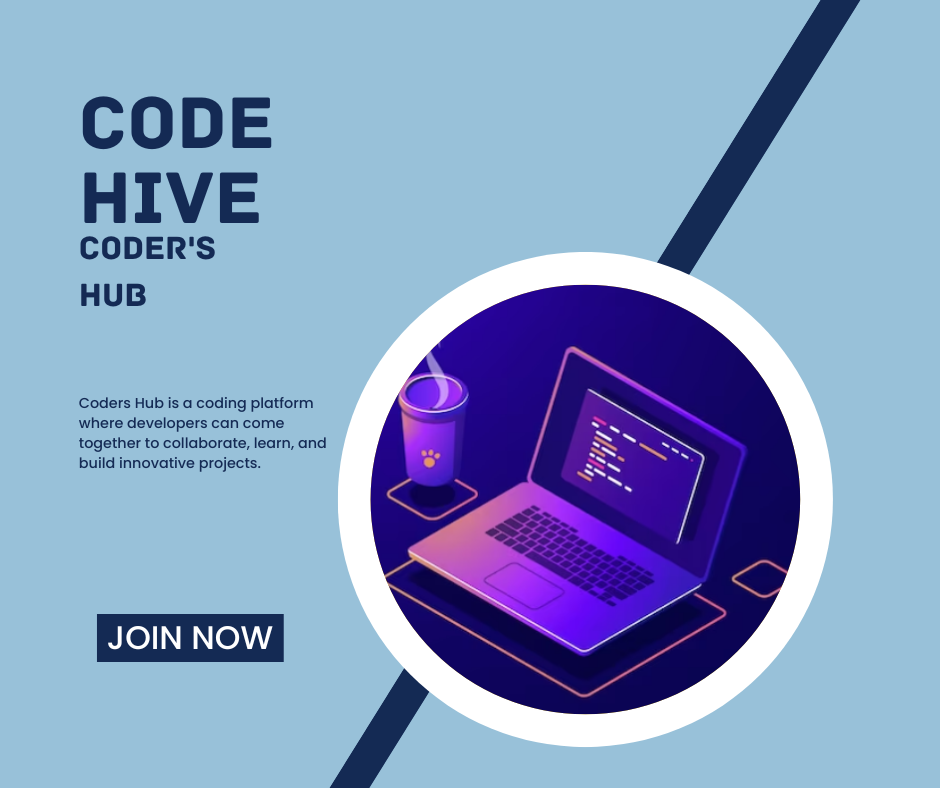 CODE
HIVE
CODER'S
HUB
Coders Hub is a coding platform
where developers can come
together to collaborate, learn, and
build innovative projects.
JOIN NOW